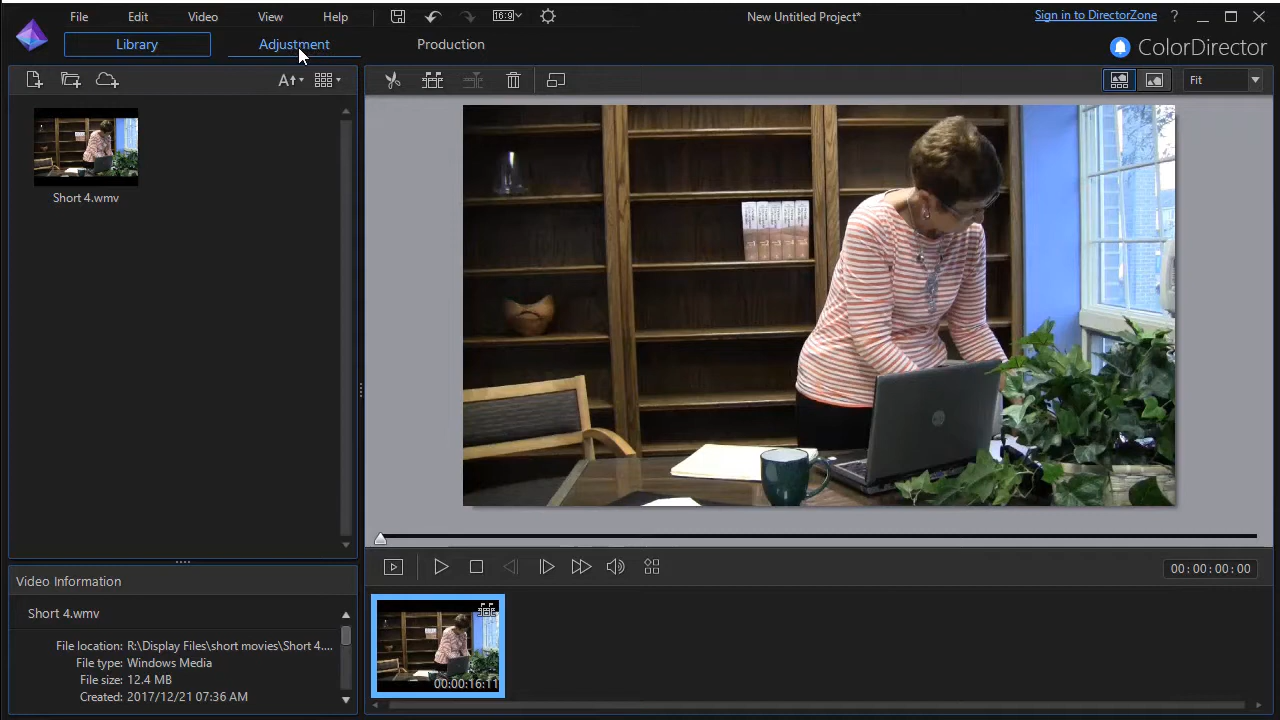 File Edit Video View Help 16:9 New Untitled Project* Sign in to DirectorZone ?
Library Adjustment Production ColorDirector
A Fit
Short 4.wmv
Video Information
00:00:00:00
Short 4.wmv
File location: R:\Display Files\short movies\Short 4....
File type: Windows Media
File size: 12.4 MB
Created: 2017/12/21 07:36 AM
00:00:16:11